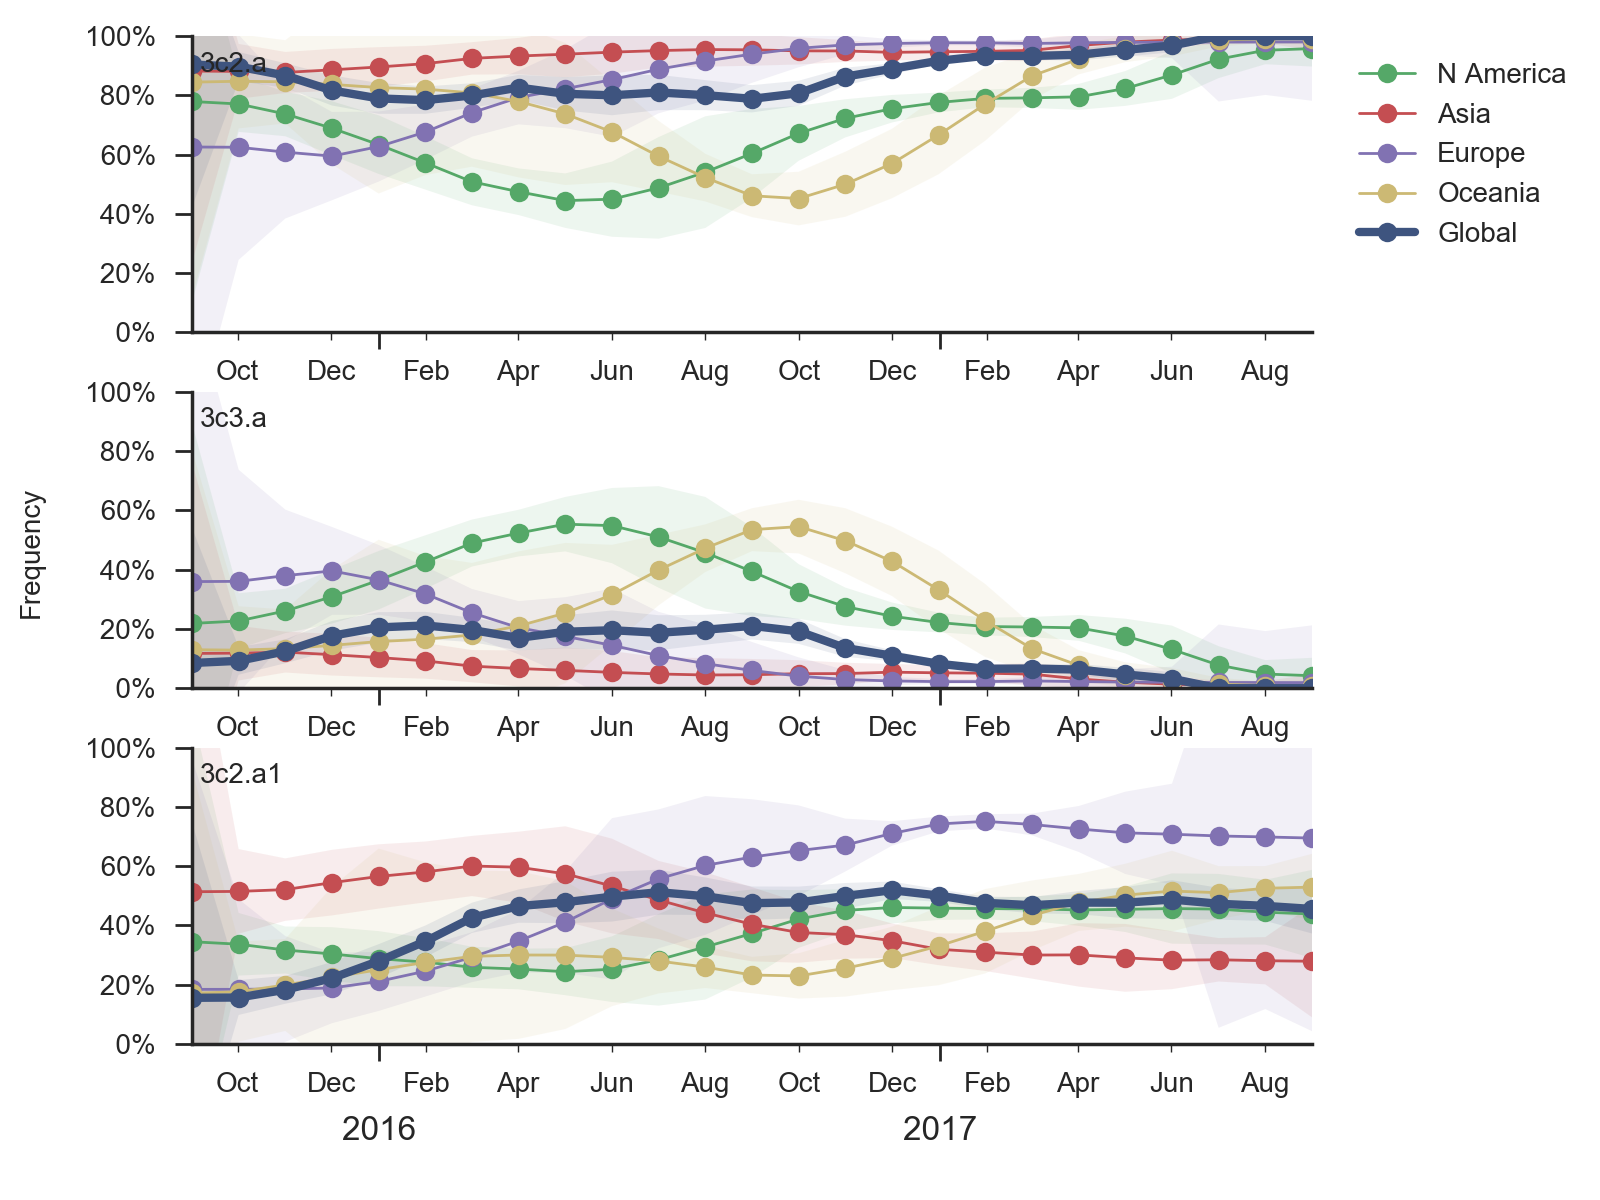 100%
3c2.a
80%
60%
40%
20%
0%
Oct Dec Feb Apr Jun Aug Oct Dec Feb Apr Jun Aug
N America
Asia
Europe
Oceania
Global
Frequency
100%
3c3.a
80%
60%
40%
20%
0%
Oct Dec Feb Apr Jun Aug Oct Dec Feb Apr Jun Aug
100%
3c2.a1
80%
60%
40%
20%
0%
Oct Dec Feb Apr Jun Aug Oct Dec Feb Apr Jun Aug
2016 2017